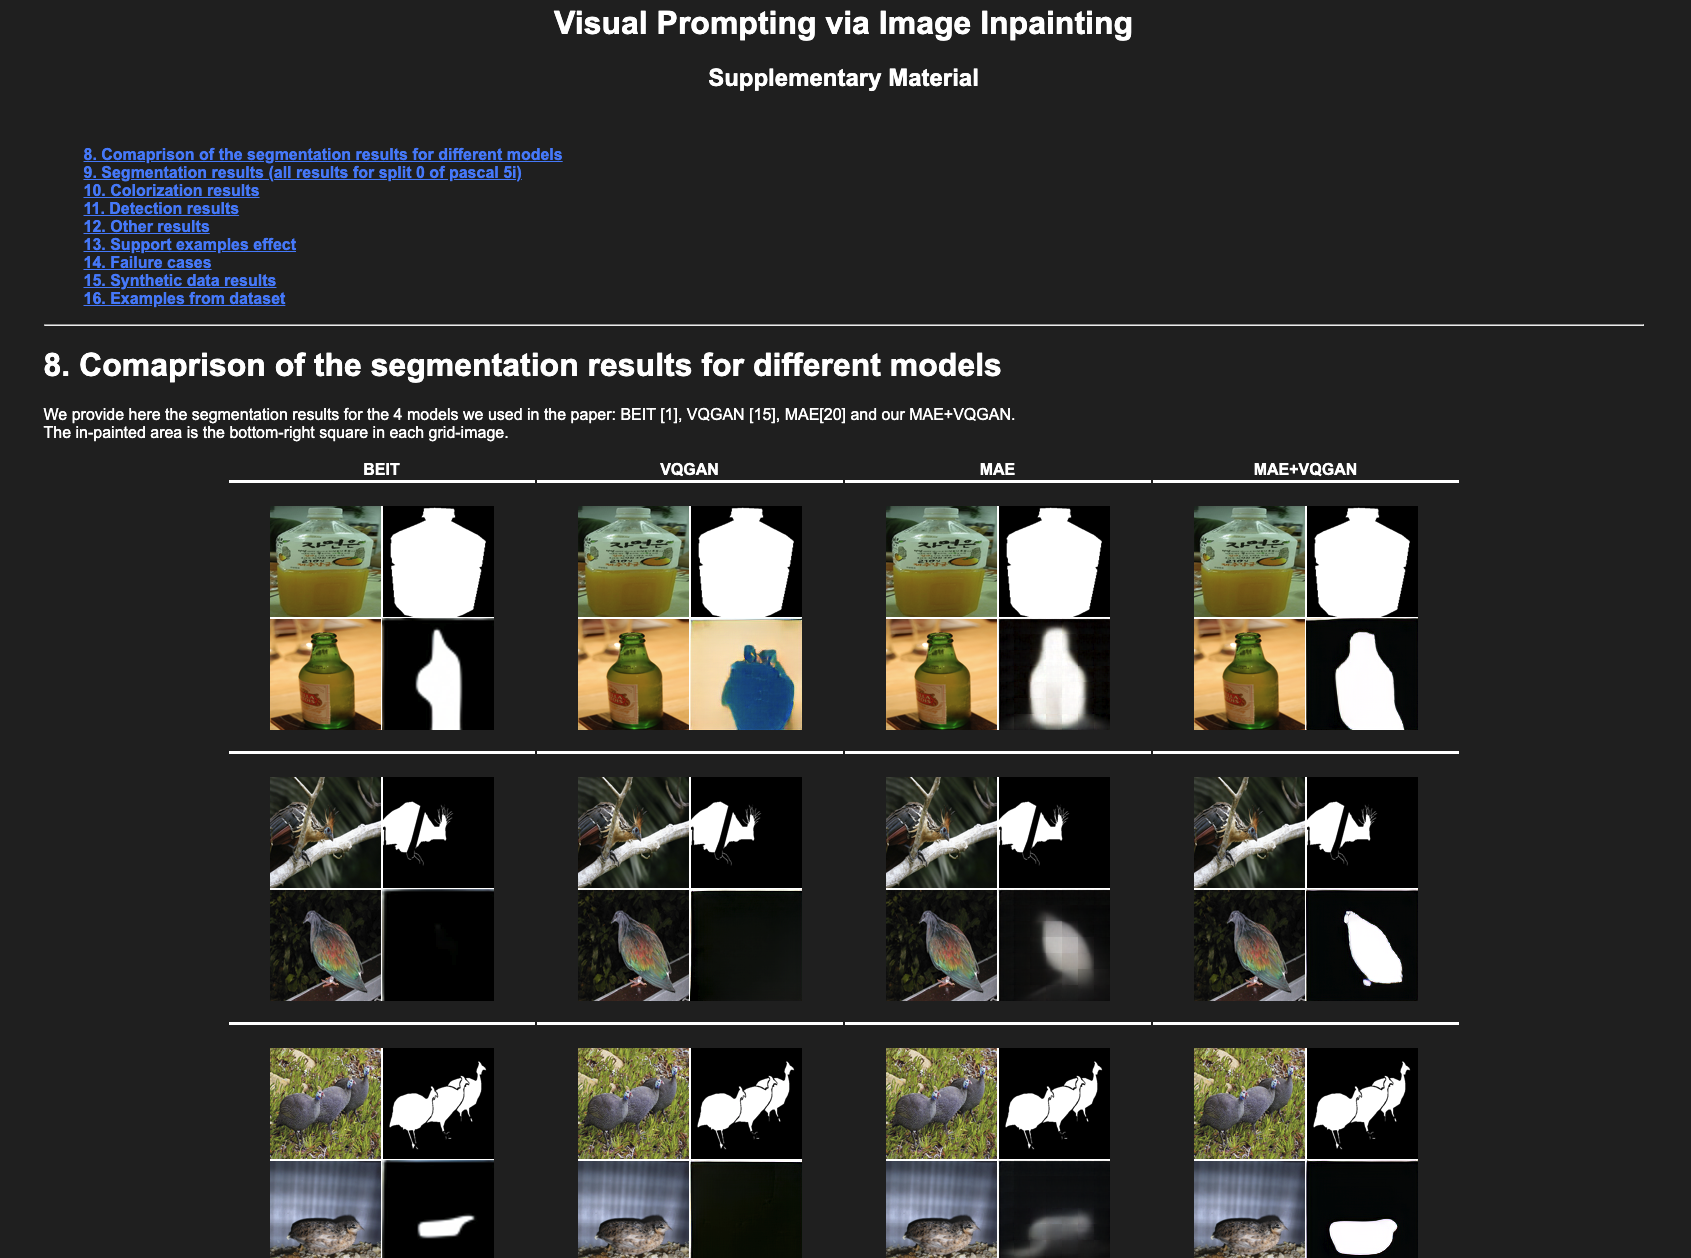 Visual Prompting via Image Inpainting
Supplementary Material
8. Comaprison of the segmentation results for different models
9. Segmentation results (all results for split 0 of pascal 5i)
10. Colorization results
11. Detection results
12. Other results
13. Support examples effect
14. Failure cases
15. Synthetic data results
16. Examples from dataset
8. Comaprison of the segmentation results for different models
We provide here the segmentation results for the 4 models we used in the paper: BEIT [1], VQGAN [15], MAE[20] and our MAE+VQGAN.
The in-painted area is the bottom-right square in each grid-image.
BEIT VQGAN MAE MAE+VQGAN